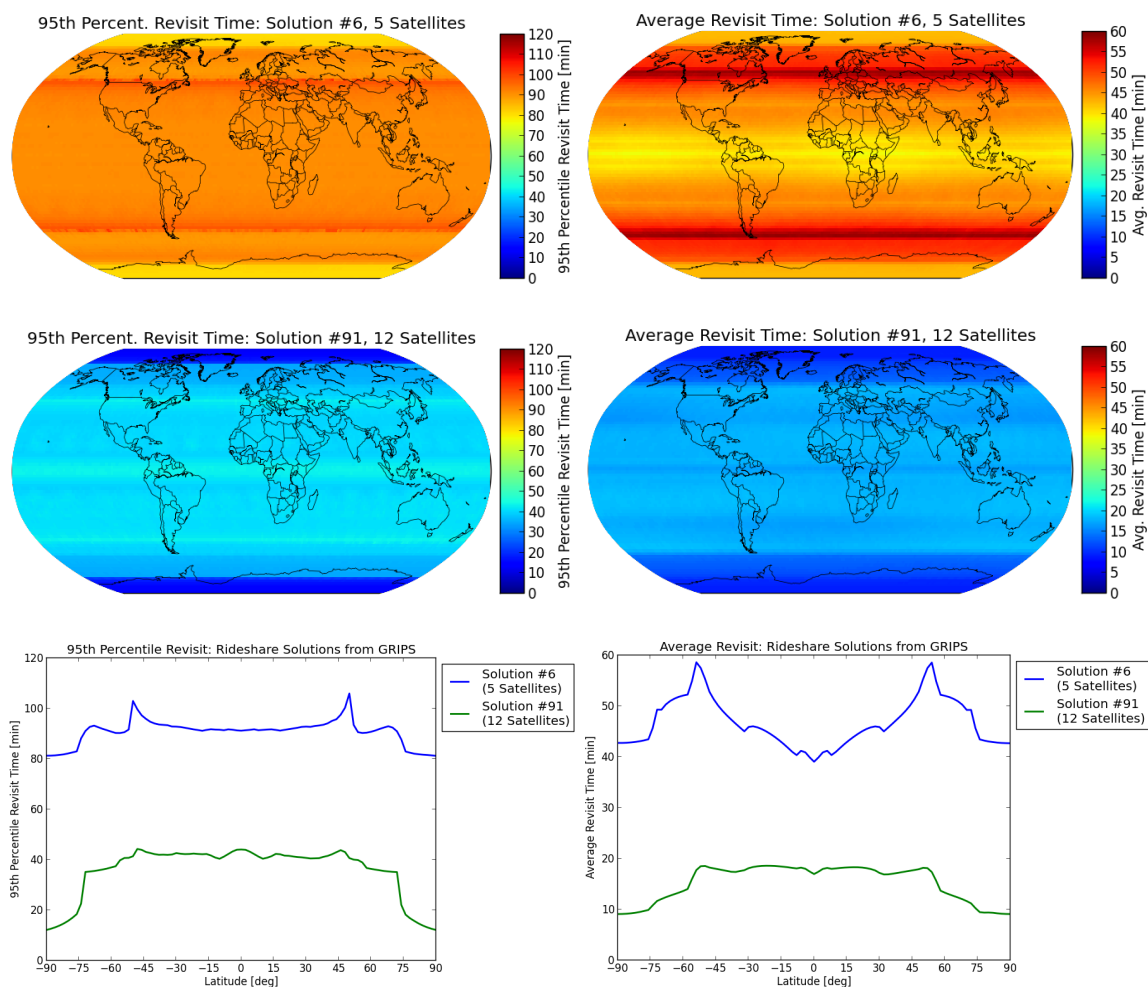 95th Percent. Revisit Time: Solution #6, 5 Satellites
120
110
100
90
80
70
60
50
40
30
20
10
0
95th Percentile Revisit Time [min]
Average Revisit Time: Solution #6, 5 Satellites
60
55
50
45
40
35
30
25
20
15
10
5
0
Avg. Revisit Time [min]
95th Percent. Revisit Time: Solution #91, 12 Satellites
120
110
100
90
80
70
60
50
40
30
20
10
0
95th Percentile Revisit Time [min]
Average Revisit Time: Solution #91, 12 Satellites
60
55
50
45
40
35
30
25
20
15
10
5
0
Avg. Revisit Time [min]
95th Percentile Revisit: Rideshare Solutions from GRIPS
120
100
80
60
40
20
0
95th Percentile Revisit Time [min]
−90 −75 −60 −45 −30 −15 0 15 30 45 60 75 90
Latitude [deg]
Solution #6
(5 Satellites)
Solution #91
(12 Satellites)
Average Revisit: Rideshare Solutions from GRIPS
60
50
40
30
20
10
0
Average Revisit Time [min]
−90 −75 −60 −45 −30 −15 0 15 30 45 60 75 90
Latitude [deg]
Solution #6
(5 Satellites)
Solution #91
(12 Satellites)